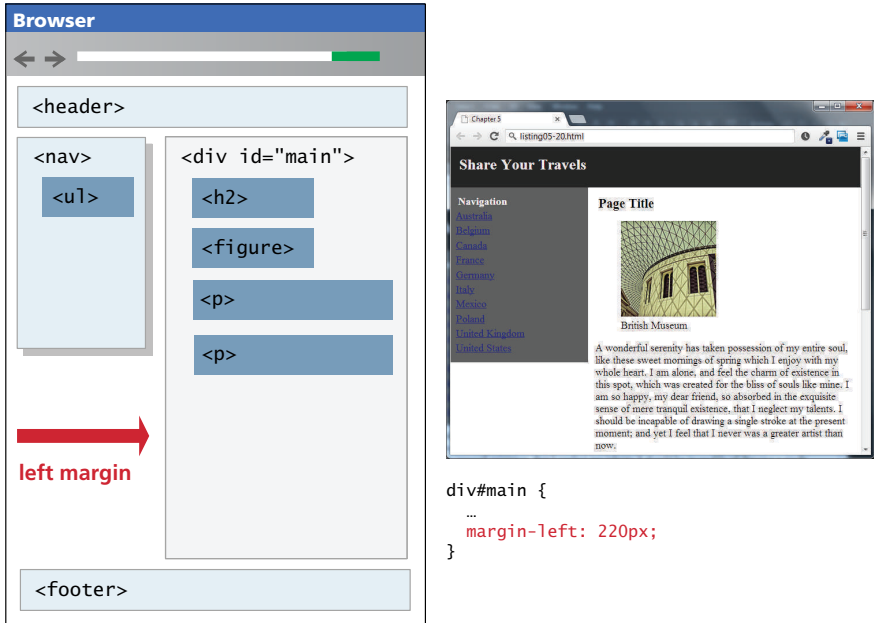 Browser
<header>
<nav>
<ul>
<div id="main">
<h2>
<figure>
<p>
<p>
left margin
<footer>
Chapter 5
listing05-20.html
Share Your Travels
Navigation
Australia
Belgium
Canada
France
Germany
Italy
Mexico
Poland
United Kingdom
United States
Page Title
British Museum
A wonderful serenity has taken possession of my entire soul,
like these sweet mornings of spring which I enjoy with my
whole heart. I am alone, and feel the charm of existence in
this spot, which was created for the bliss of souls like mine. I
am so happy, my dear friend, so absorbed in the exquisite
sense of mere tranquil existence, that I neglect my talents. I
should be incapable of drawing a single stroke at the present
moment; and yet I feel that I never was a greater artist than
now.
div#main {
…
margin-left: 220px;
}